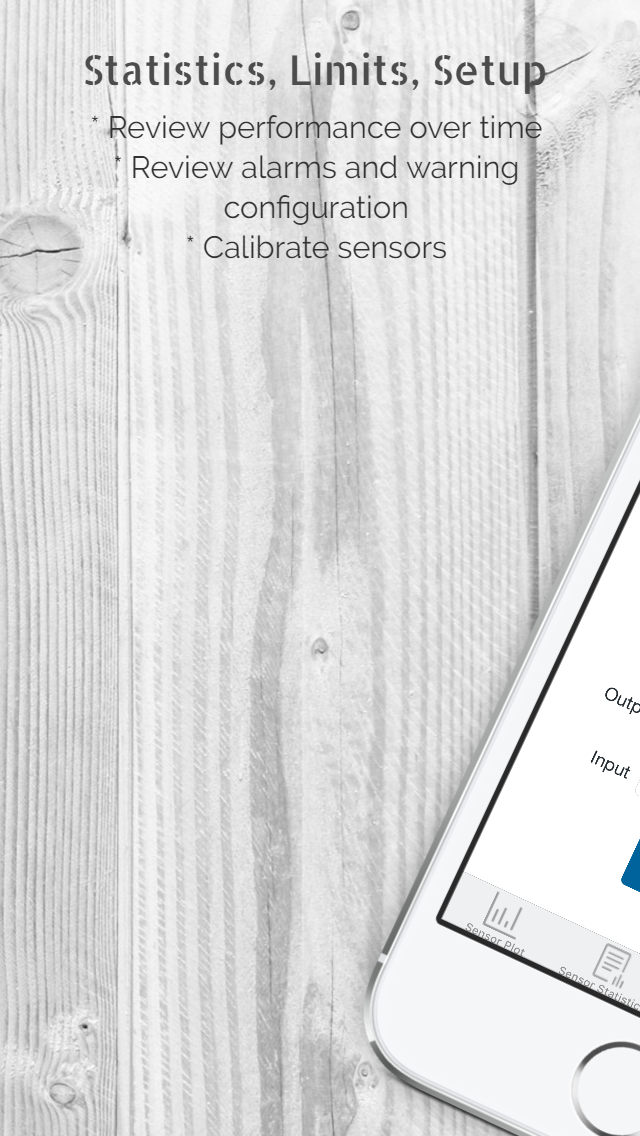 Statistics, Limits, Setup
* Review performance over time
* Review alarms and warning
configuration
* Calibrate sensors
Outp
Input
Sensor Plot
Sensor Statistic